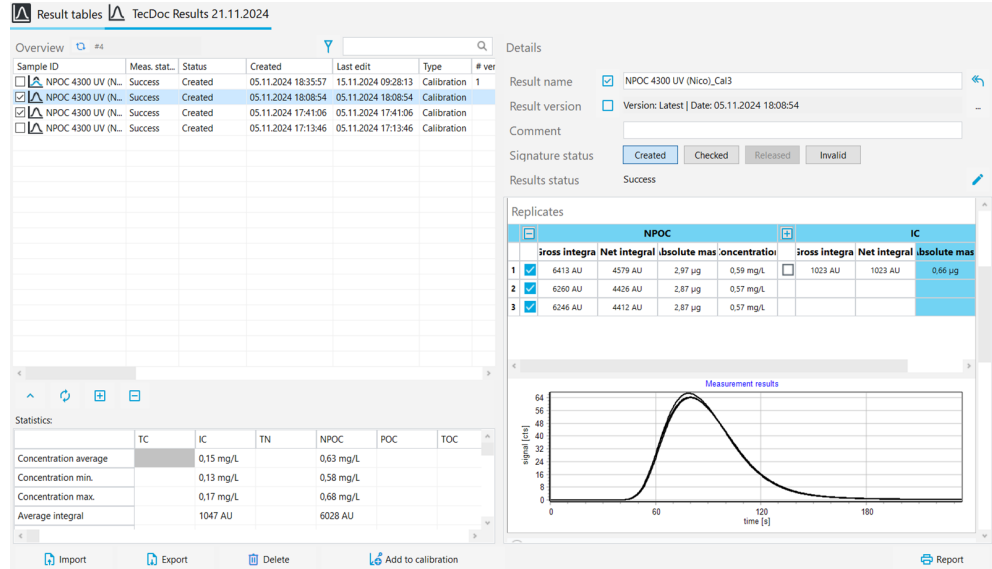 Result tables TecDoc Results 21.11.2024
Overview #4
Details
Sample ID Meas. stat... Status Created Last edit Type # ver
NPOC 4300 UV (N... Success Created 05.11.2024 18:35:57 15.11.2024 09:28:13 Calibration 1
NPOC 4300 UV (N... Success Created 05.11.2024 18:08:54 05.11.2024 18:08:54 Calibration
NPOC 4300 UV (N... Success Created 05.11.2024 17:41:06 05.11.2024 17:41:06 Calibration
NPOC 4300 UV (N... Success Created 05.11.2024 17:13:46 05.11.2024 17:13:46 Calibration
Result name NPOC 4300 UV (Nico)_Cal3
Result version Version: Latest | Date: 05.11.2024 18:08:54 ...
Comment
Signature status Created Checked Released Invalid
Results status Success
Replicates
NPOC IC
Gross integra Net integral Absolute mas Concentration Gross integra Net integral Absolute mas
1 6413 AU 4579 AU 2,97 µg 0,59 mg/L 1023 AU 1023 AU 0,66 µg
2 6260 AU 4426 AU 2,87 µg 0,57 mg/L
3 6246 AU 4412 AU 2,87 µg 0,57 mg/L
Statistics:
TC IC TN NPOC POC TOC
Concentration average 0,15 mg/L 0,63 mg/L
Concentration min. 0,13 mg/L 0,58 mg/L
Concentration max. 0,17 mg/L 0,68 mg/L
Average integral 1047 AU 6028 AU
Measurement results
signal [cts]
64
56
48
40
32
24
16
8
0
0 60 120 180
time [s]
Import Export Delete Add to calibration Report